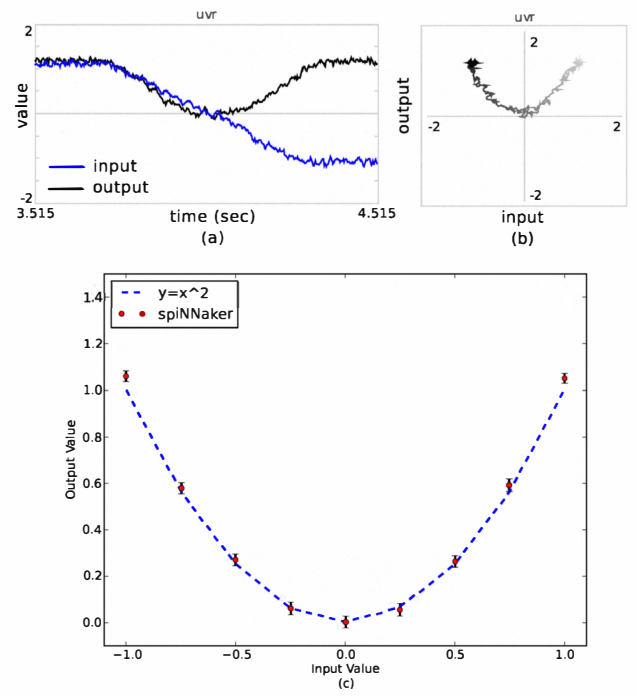 uvr
2
value
input
output
-2
3.515
time (sec)
4.515
(a)
uvr
2
output
-2
2
-2
input
(b)
y=x^2
spiNNaker
1.4
1.2
1.0
0.8
0.6
0.4
0.2
0.0
Output Value
−1.0
−0.5
0.0
0.5
1.0
Input Value
(c)